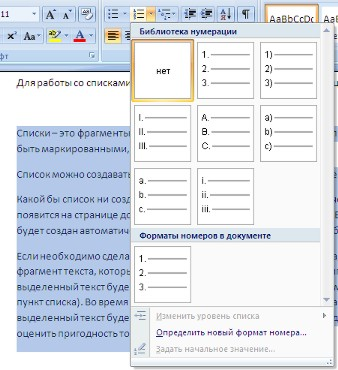 11
AaBbCcDc
Aa
A
фт
Библиотека нумерации
нет
1.
2.
3.
1)
2)
3)
I.
II.
III.
A.
B.
C.
a)
b)
c)
a.
b.
c.
i.
ii.
iii.
Форматы номеров в документе
1.
2.
3.
Изменить уровень списка
Определить новый формат номера...
Задать начальное значение...
Для работы со списками
Списки – это фрагменты
быть маркированными,
Список можно создавать
Какой бы список ни созд
появится на странице до
будет создан автоматич
Если необходимо сдела
фрагмент текста, которы
выделенный текст буде
пункт списка). Во время
выделенный текст буде
оценить пригодность то